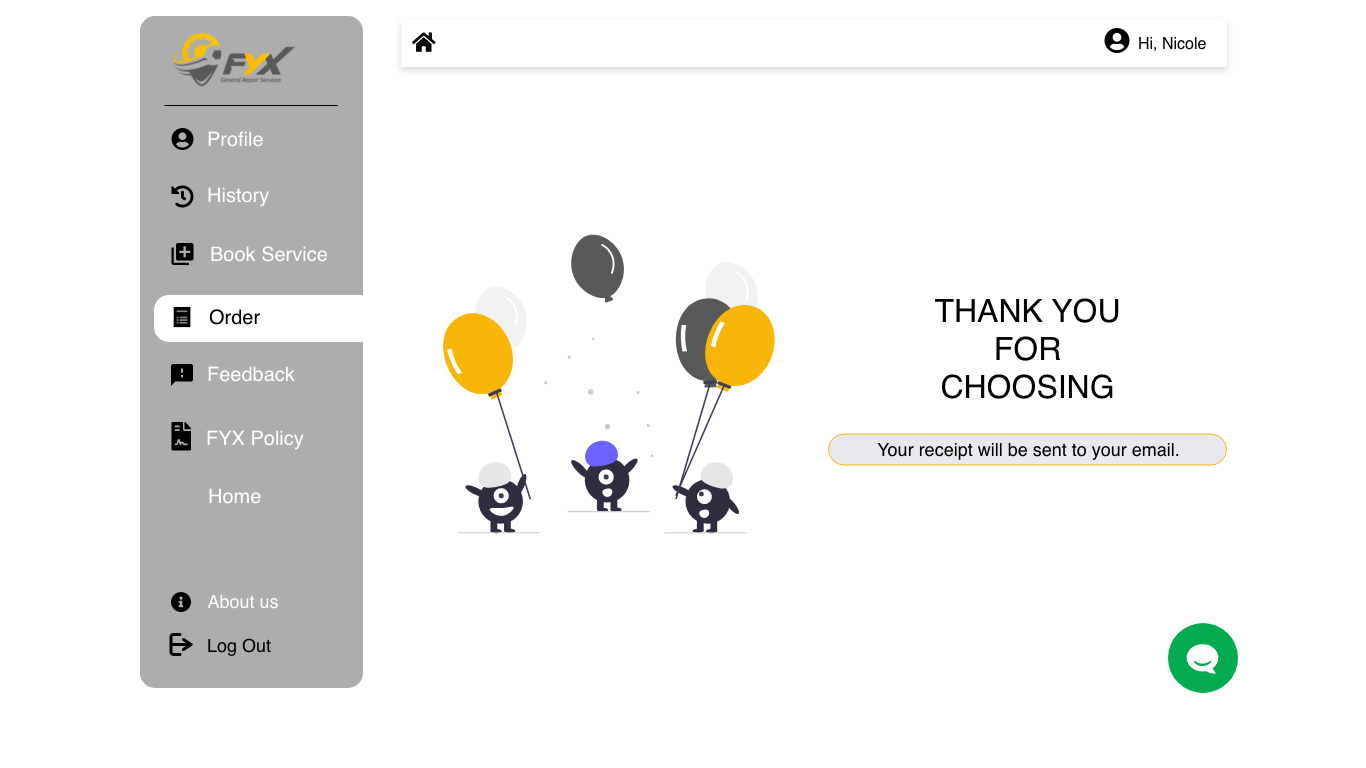 FYX
General Repair Services
Profile
History
Book Service
Order
Feedback
FYX Policy
Home
About us
Log Out
Hi, Nicole
THANK YOU
FOR
CHOOSING
Your receipt will be sent to your email.